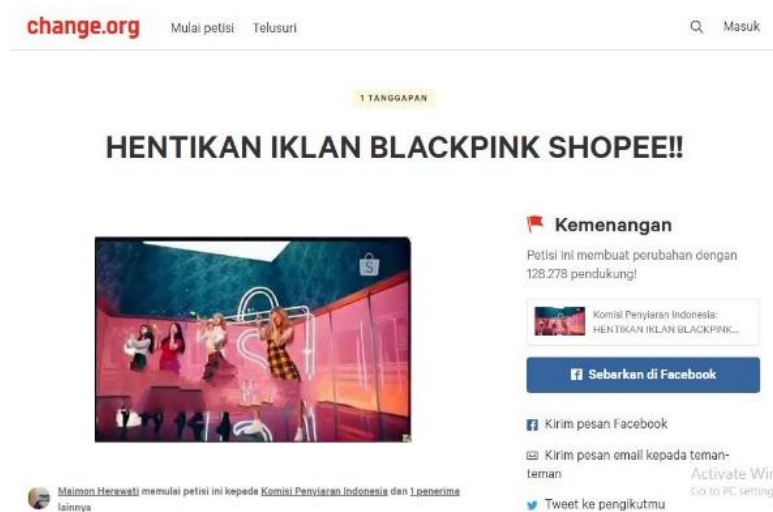 change.org Mulai petisi Telusuri Masuk
1 TANGGAPAN
HENTIKAN IKLAN BLACKPINK SHOPEE!!
S
Maimon Herawati memulai petisi ini kepada Komisi Penyiaran Indonesia dan 1 penerima
lainnya
Kemenangan
Petisi ini membuat perubahan dengan
128.278 pendukung!
Komisi Penyiaran Indonesia:
HENTIKAN IKLAN BLACKPINK...
Sebarkan di Facebook
Kirim pesan Facebook
Kirim pesan email kepada teman-
teman
Tweet ke pengikutmu
Activate Win
Go to PC setting